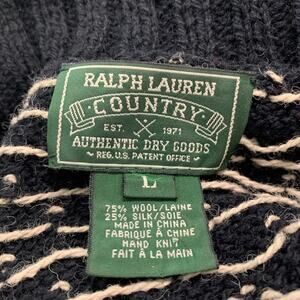 RALPH LAUREN
COUNTRY
EST. 1971
AUTHENTIC DRY GOODS
~ REG. U.S. PATENT OFFICE ~
L
75% WOOL/LAINE
25% SILK/SOIE
MADE IN CHINA
FABRIQUÉ À CHINE
HAND KNIT
FAIT À LA MAIN